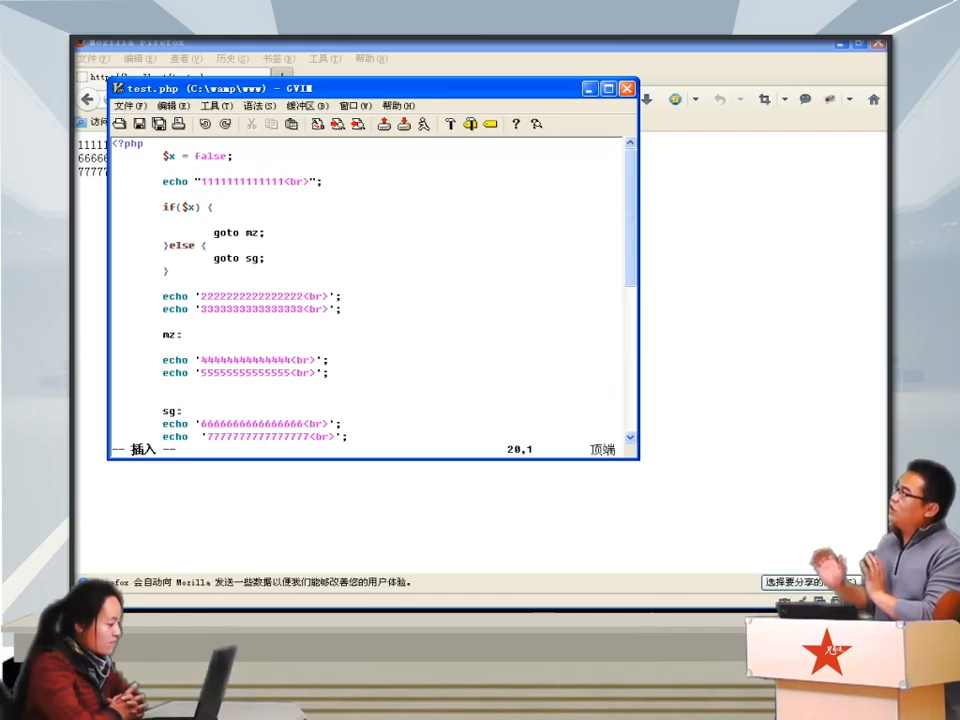 Mozilla Firefox
文件(F) 编辑(E) 查看(V) 历史(S) 书签(B) 工具(T) 帮助(H)
test.php (C:\wamp\www) - GVIM
文件(F) 编辑(E) 工具(T) 语法(S) 缓冲区(B) 窗口(W) 帮助(H)
访问
11111
66666
77777
<?php
$x = false;
echo "1111111111111<br>";
if($x) {
goto mz;
}else {
goto sg;
}
echo '2222222222222222<br>';
echo '3333333333333333<br>';
mz:
echo '44444444444444<br>';
echo '55555555555555<br>';
sg:
echo '6666666666666666<br>';
echo '7777777777777777<br>';
-- 插入 --
20,1
顶端
fox 会自动向 Mozilla 发送一些数据以便我们能够改善您的用户体验。
选择要分享的